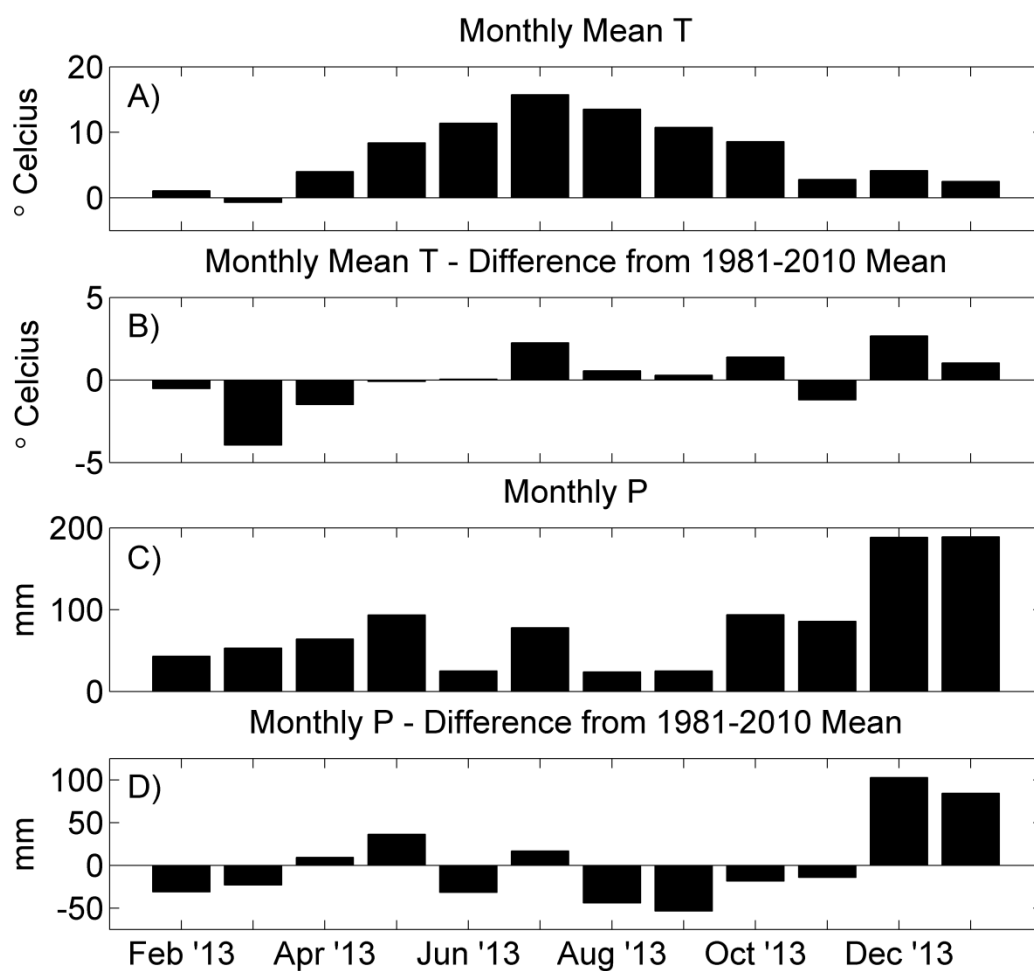 Monthly Mean T
20
A)
10
0
° Celcius
Monthly Mean T - Difference from 1981-2010 Mean
5
B)
0
-5
° Celcius
Monthly P
200
C)
100
0
mm
Monthly P - Difference from 1981-2010 Mean
100
D)
50
0
-50
mm
Feb '13 Apr '13 Jun '13 Aug '13 Oct '13 Dec '13